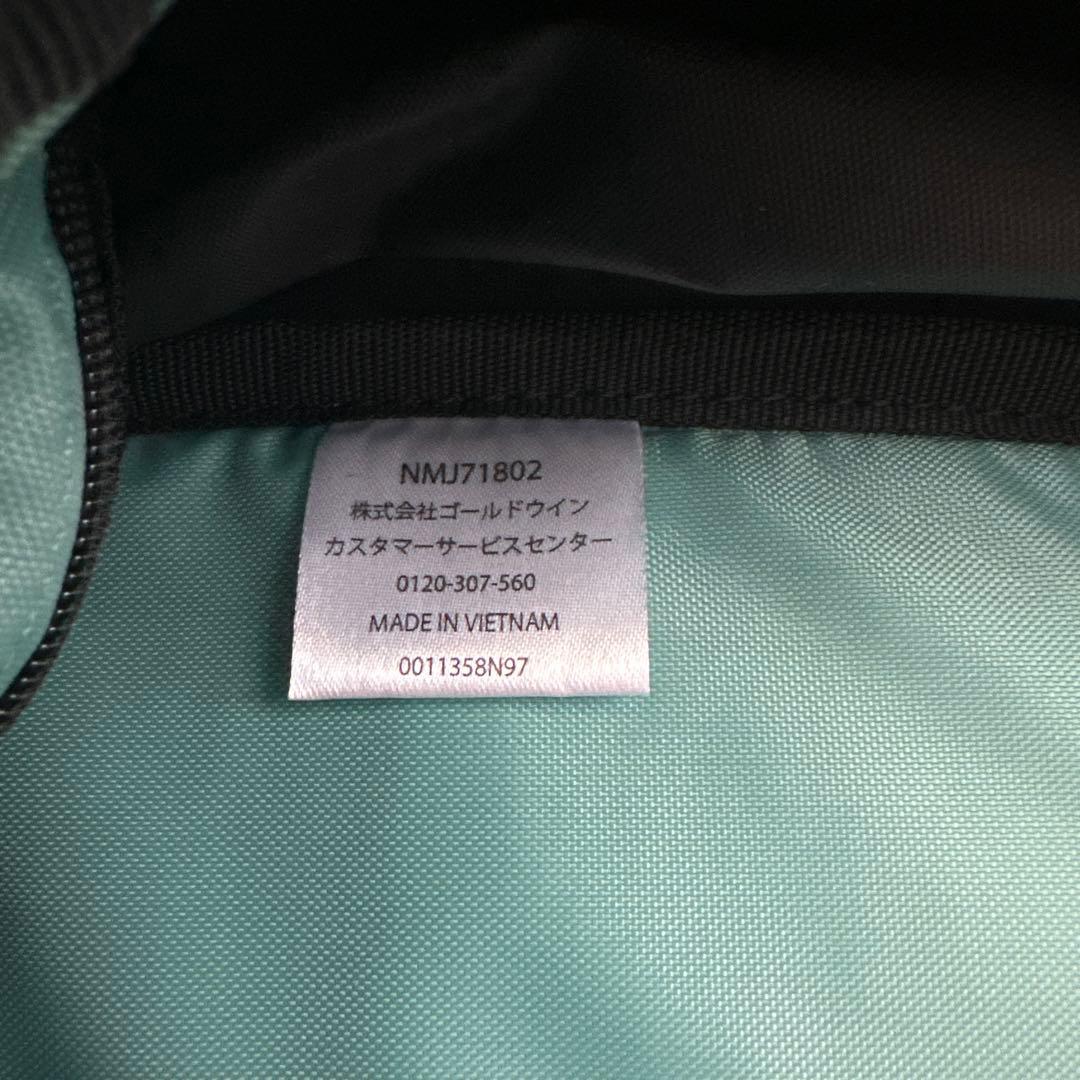 NMJ71802
株式会社ゴールドウイン
カスタマーサービスセンター
0120-307-560
MADE IN VIETNAM
0011358N97